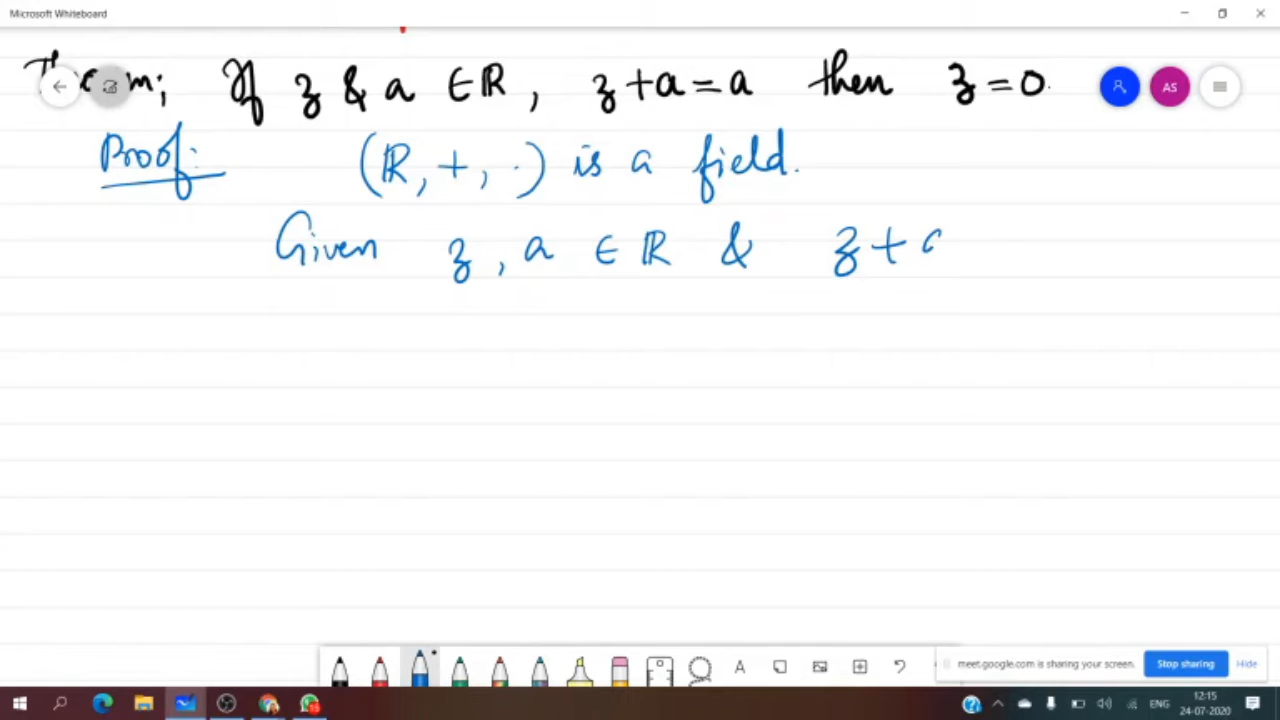 Microsoft Whiteboard
If z & a ∈ ℝ, z+a=a then z=0.
AS
Proof: (ℝ, +, ·) is a field.
Given z, a ∈ ℝ & z+
A
meet.google.com is sharing your screen. Stop sharing Hide
ENG
12:15
24-07-2020